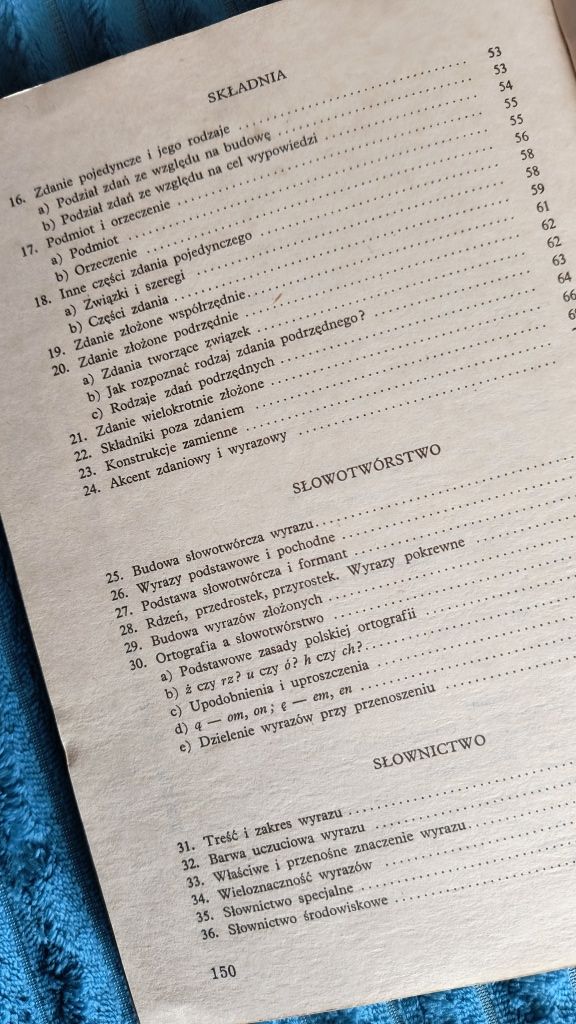 SKŁADNIA
16. Zdanie pojedyncze i jego rodzaje ........ 53
a) Podział zdań ze względu na budowę ........ 53
b) Podział zdań ze względu na cel wypowiedzi ........ 54
17. Podmiot i orzeczenie ........ 55
a) Podmiot ........ 55
b) Orzeczenie ........ 56
18. Inne części zdania pojedynczego ........ 58
a) Związki i szeregi ........ 58
b) Części zdania ........ 59
19. Zdanie złożone współrzędnie ........ 61
20. Zdanie złożone podrzędnie ........ 62
a) Zdania tworzące związek ........ 62
b) Jak rozpoznać rodzaj zdania podrzędnego? ........ 63
c) Rodzaje zdań podrzędnych ........ 64
21. Zdanie wielokrotnie złożone ........ 66
22. Składniki poza zdaniem ........
23. Konstrukcje zamienne ........
24. Akcent zdaniowy i wyrazowy ........
SŁOWOTWÓRSTWO
25. Budowa słowotwórcza wyrazu ........
26. Wyrazy podstawowe i pochodne ........
27. Podstawa słowotwórcza i formant ........
28. Rdzeń, przedrostek, przyrostek. Wyrazy pokrewne ........
29. Budowa wyrazów złożonych ........
30. Ortografia a słowotwórstwo ........
a) Podstawowe zasady polskiej ortografii ........
b) ż czy rz? u czy ó? h czy ch? ........
c) Upodobnienia i uproszczenia ........
d) ą — om, on; ę — em, en ........
e) Dzielenie wyrazów przy przenoszeniu ........
SŁOWNICTWO
31. Treść i zakres wyrazu ........
32. Barwa uczuciowa wyrazu ........
33. Właściwe i przenośne znaczenie wyrazu ........
34. Wieloznaczność wyrazów ........
35. Słownictwo specjalne ........
36. Słownictwo środowiskowe ........
150